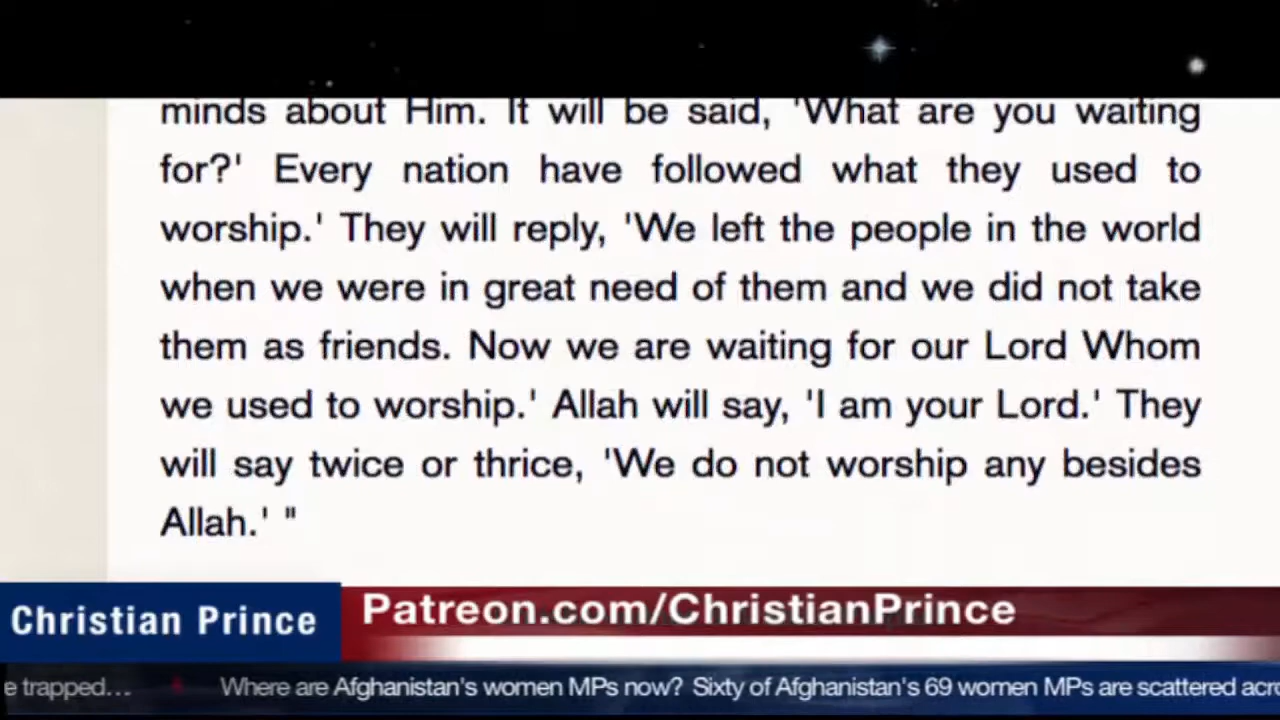 minds about Him. It will be said, 'What are you waiting
for?' Every nation have followed what they used to
worship.' They will reply, 'We left the people in the world
when we were in great need of them and we did not take
them as friends. Now we are waiting for our Lord Whom
we used to worship.' Allah will say, 'I am your Lord.' They
will say twice or thrice, 'We do not worship any besides
Allah.' "
Christian Prince
Patreon.com/ChristianPrince
e trapped... Where are Afghanistan's women MPs now? Sixty of Afghanistan's 69 women MPs are scattered acro